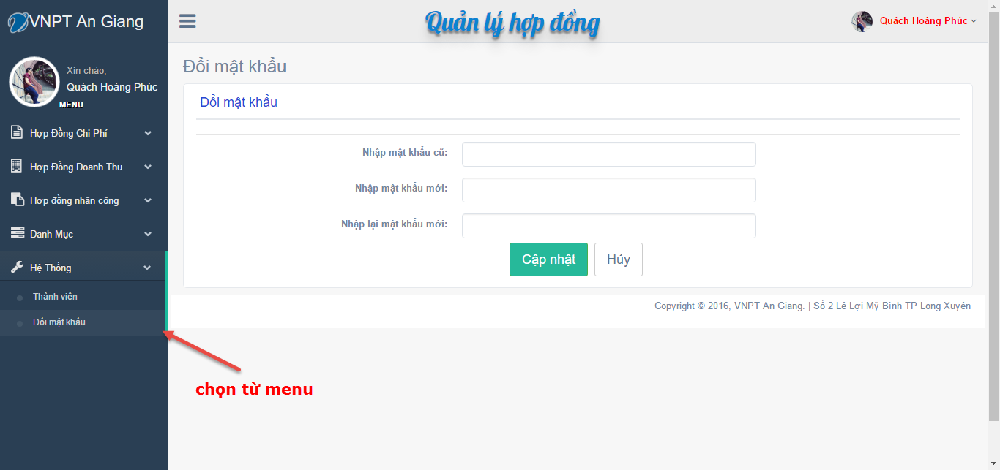 VNPT An Giang
Quản lý hợp đồng
Quách Hoàng Phúc
Xin chào,
Quách Hoàng Phúc
MENU
Hợp Đồng Chi Phí
Hợp Đồng Doanh Thu
Hợp đồng nhân công
Danh Mục
Hệ Thống
Thành viên
Đổi mật khẩu
Đổi mật khẩu
Đổi mật khẩu
Nhập mật khẩu cũ:
Nhập mật khẩu mới:
Nhập lại mật khẩu mới:
Cập nhật Hủy
Copyright © 2016, VNPT An Giang. | Số 2 Lê Lợi Mỹ Bình TP Long Xuyên
chọn từ menu